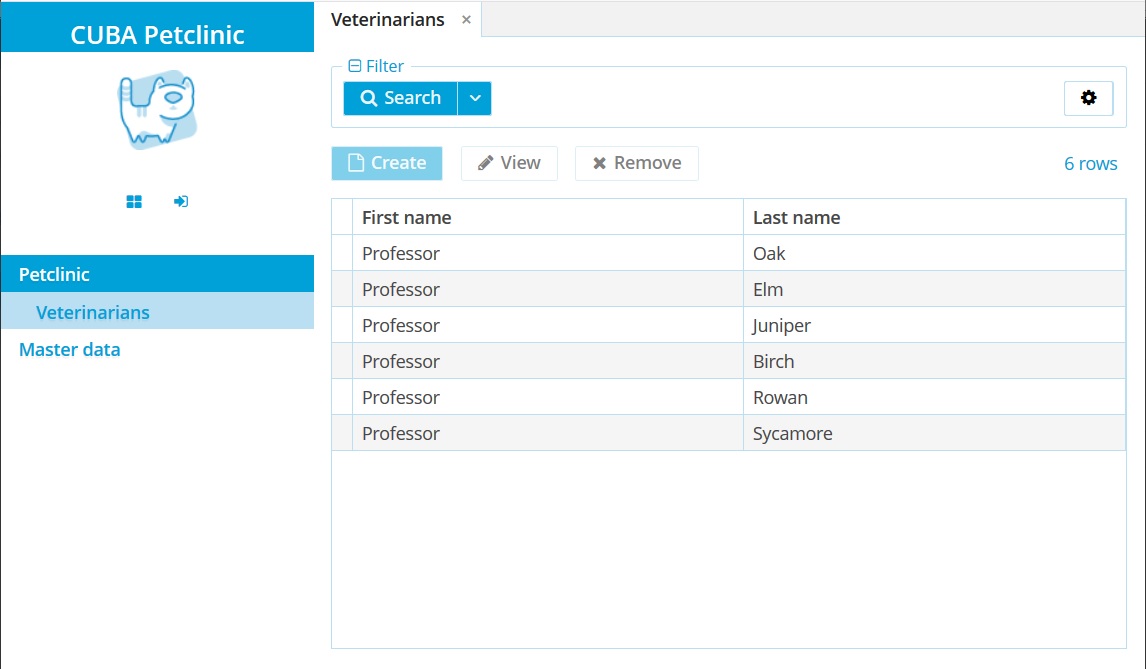 CUBA Petclinic
Petclinic
Veterinarians
Master data
Veterinarians
Filter
Search
Create View Remove 6 rows
First name Last name
Professor Oak
Professor Elm
Professor Juniper
Professor Birch
Professor Rowan
Professor Sycamore